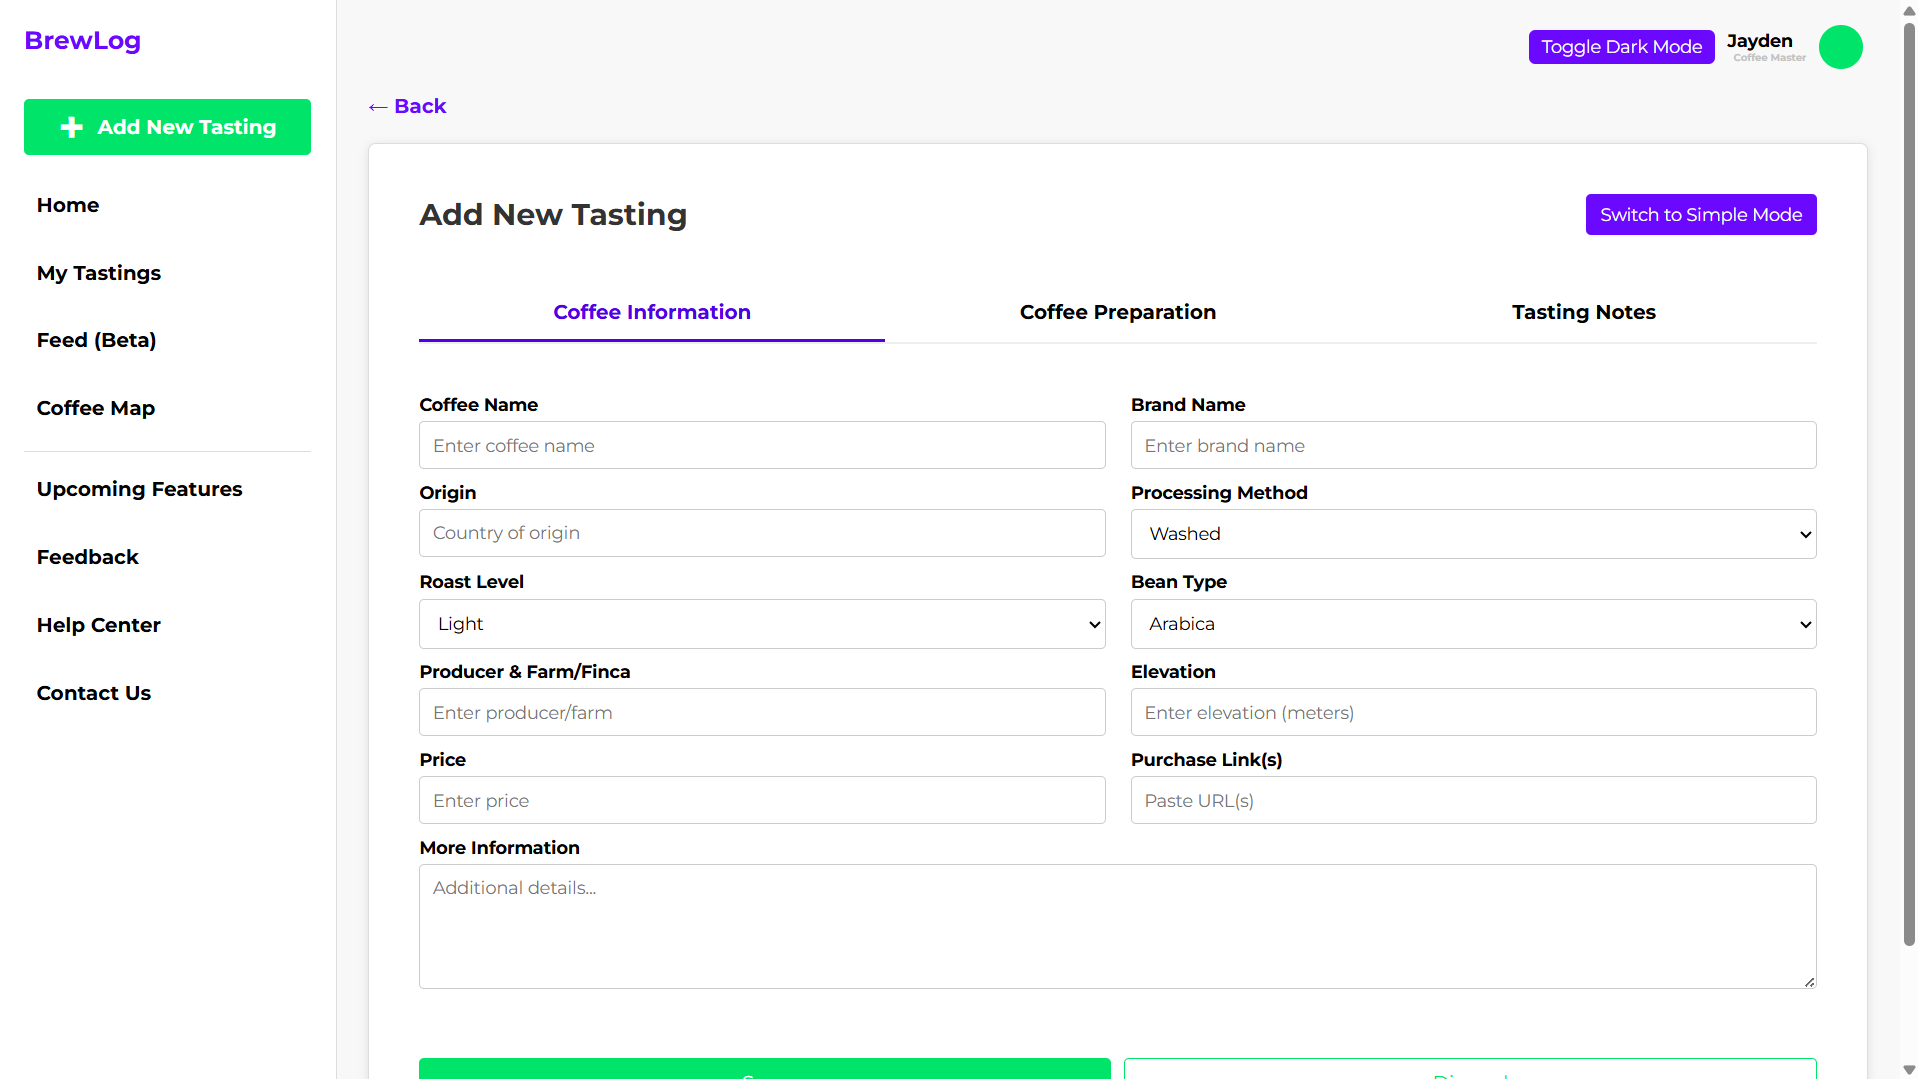 BrewLog
Add New Tasting
Home
My Tastings
Feed (Beta)
Coffee Map
Upcoming Features
Feedback
Help Center
Contact Us
Toggle Dark Mode
Jayden
Coffee Master
← Back
Add New Tasting
Switch to Simple Mode
Coffee Information
Coffee Preparation
Tasting Notes
Coffee Name
Enter coffee name
Brand Name
Enter brand name
Origin
Country of origin
Processing Method
Washed
Roast Level
Light
Bean Type
Arabica
Producer & Farm/Finca
Enter producer/farm
Elevation
Enter elevation (meters)
Price
Enter price
Purchase Link(s)
Paste URL(s)
More Information
Additional details...